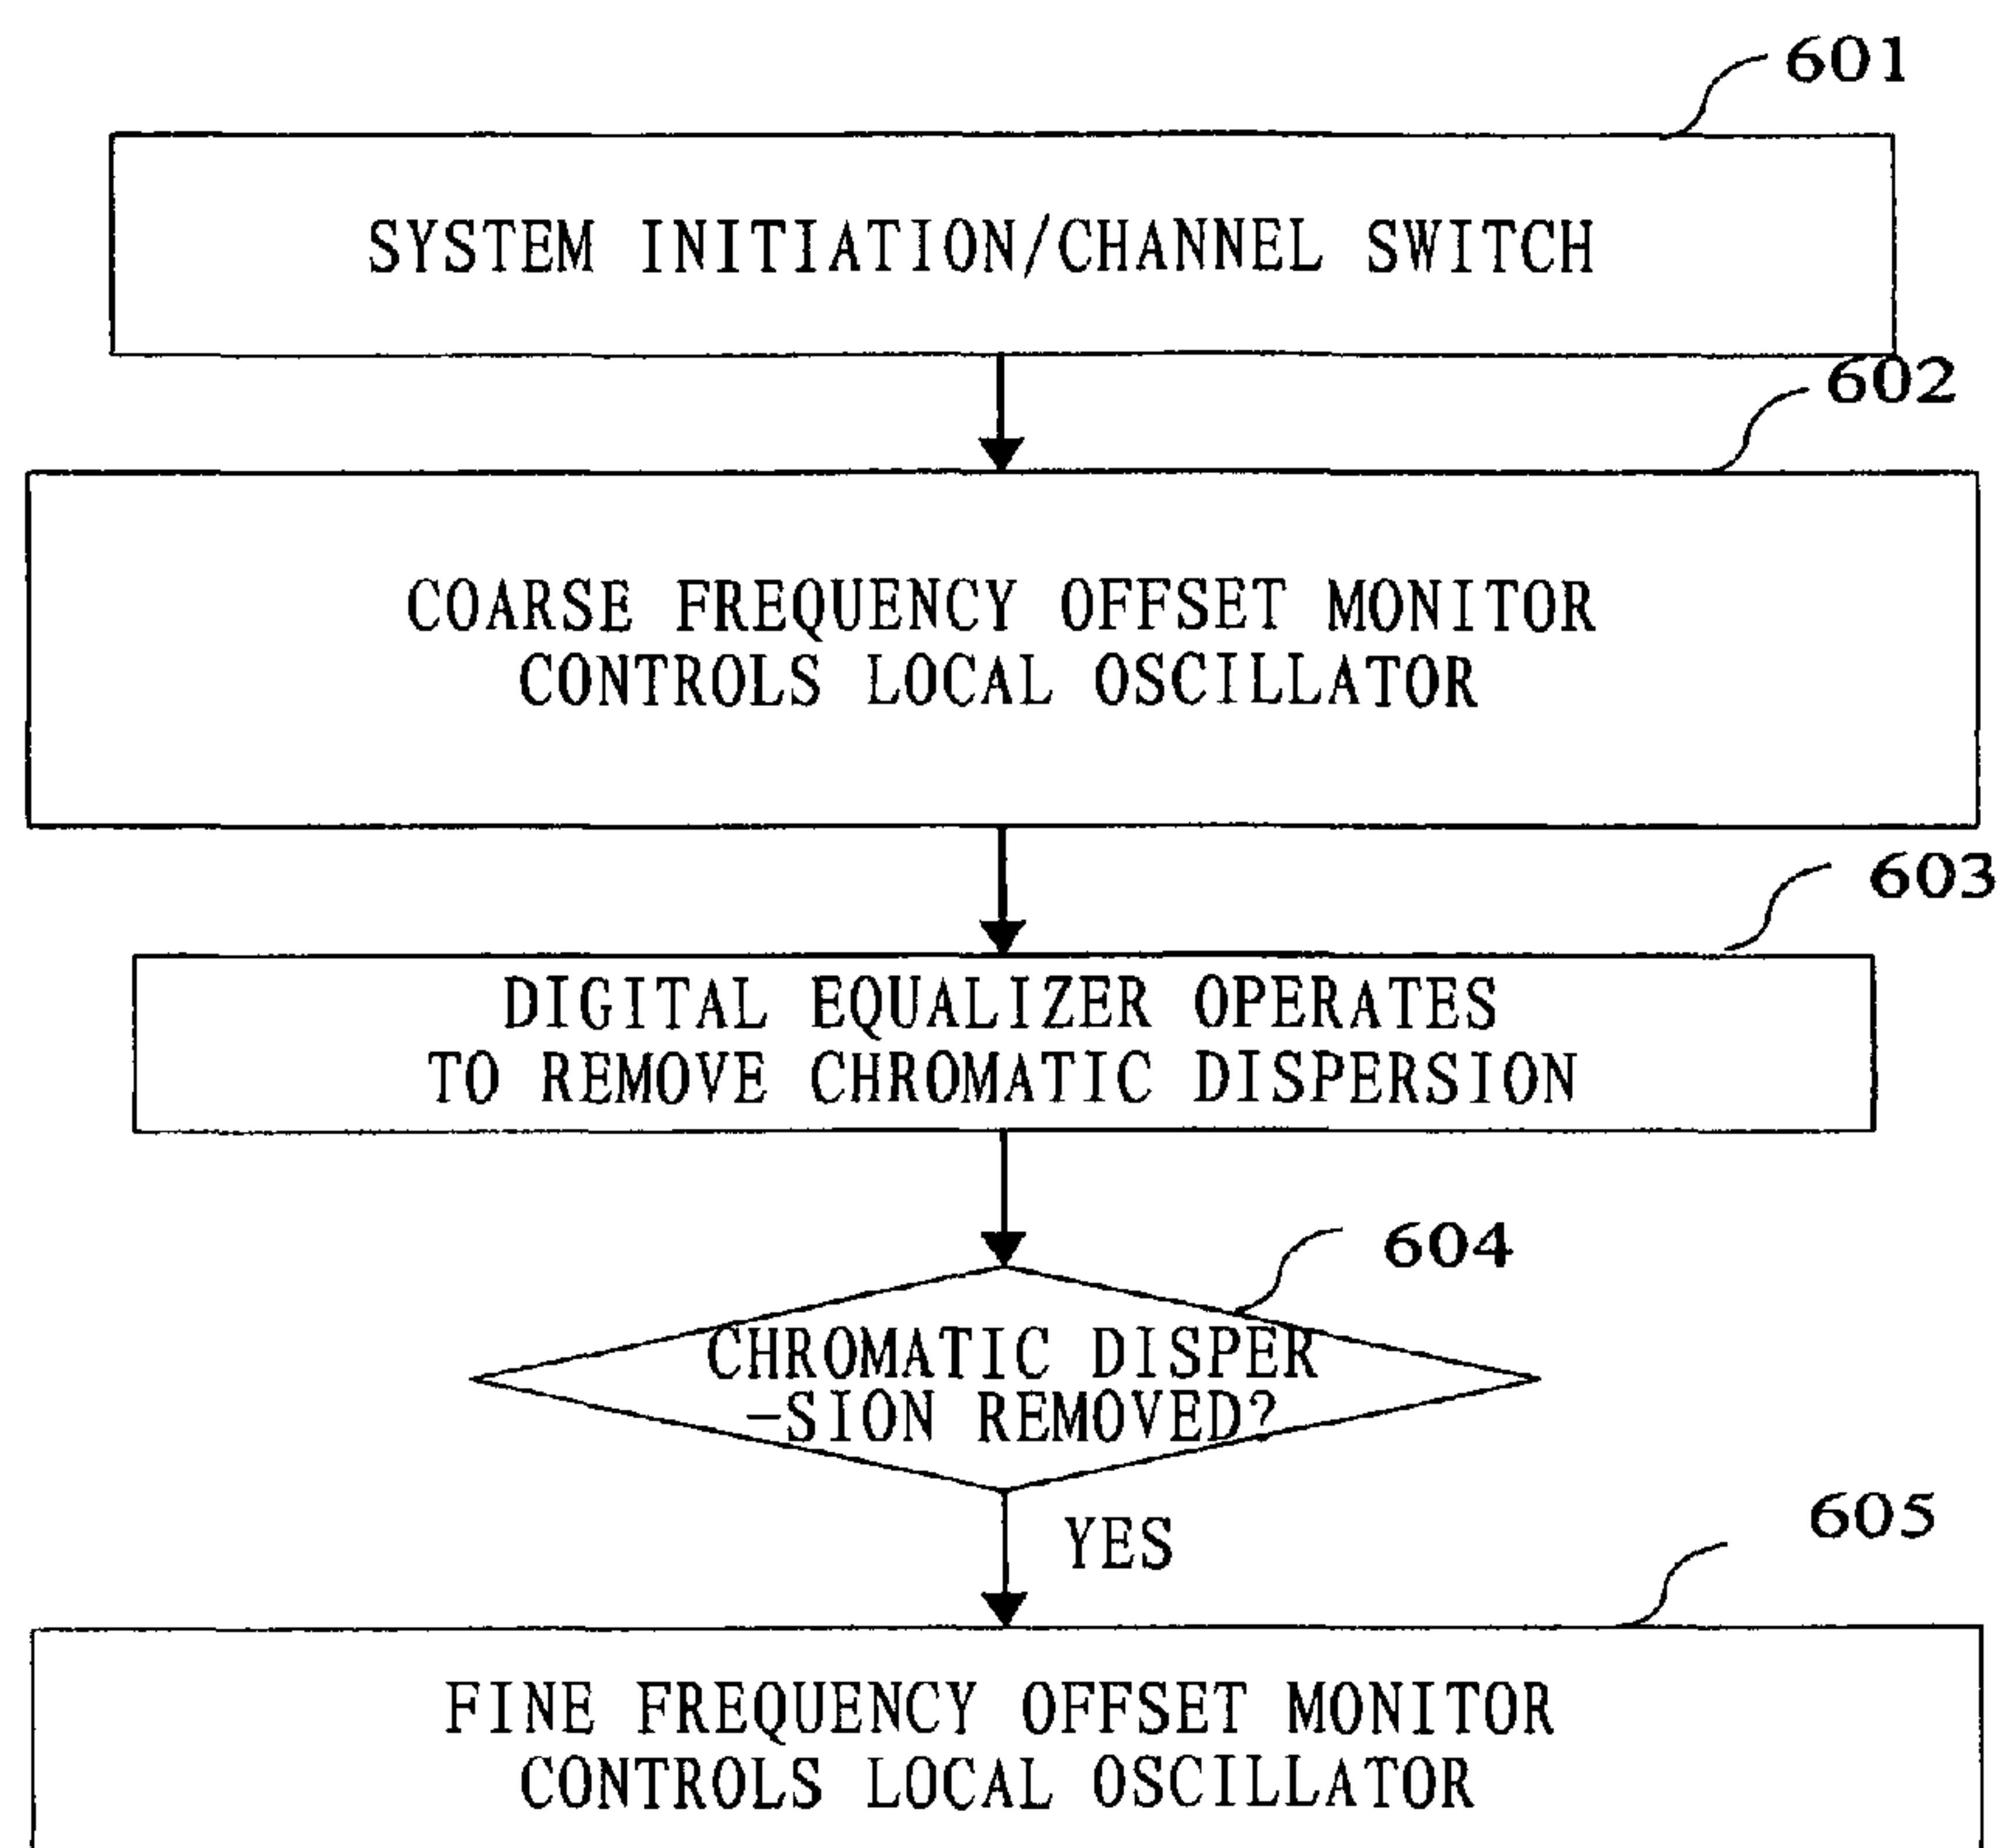 601
SYSTEM INITIATION/CHANNEL SWITCH
602
COARSE FREQUENCY OFFSET MONITOR
CONTROLS LOCAL OSCILLATOR
603
DIGITAL EQUALIZER OPERATES
TO REMOVE CHROMATIC DISPERSION
604
CHROMATIC DISPER
-SION REMOVED?
YES
605
FINE FREQUENCY OFFSET MONITOR
CONTROLS LOCAL OSCILLATOR